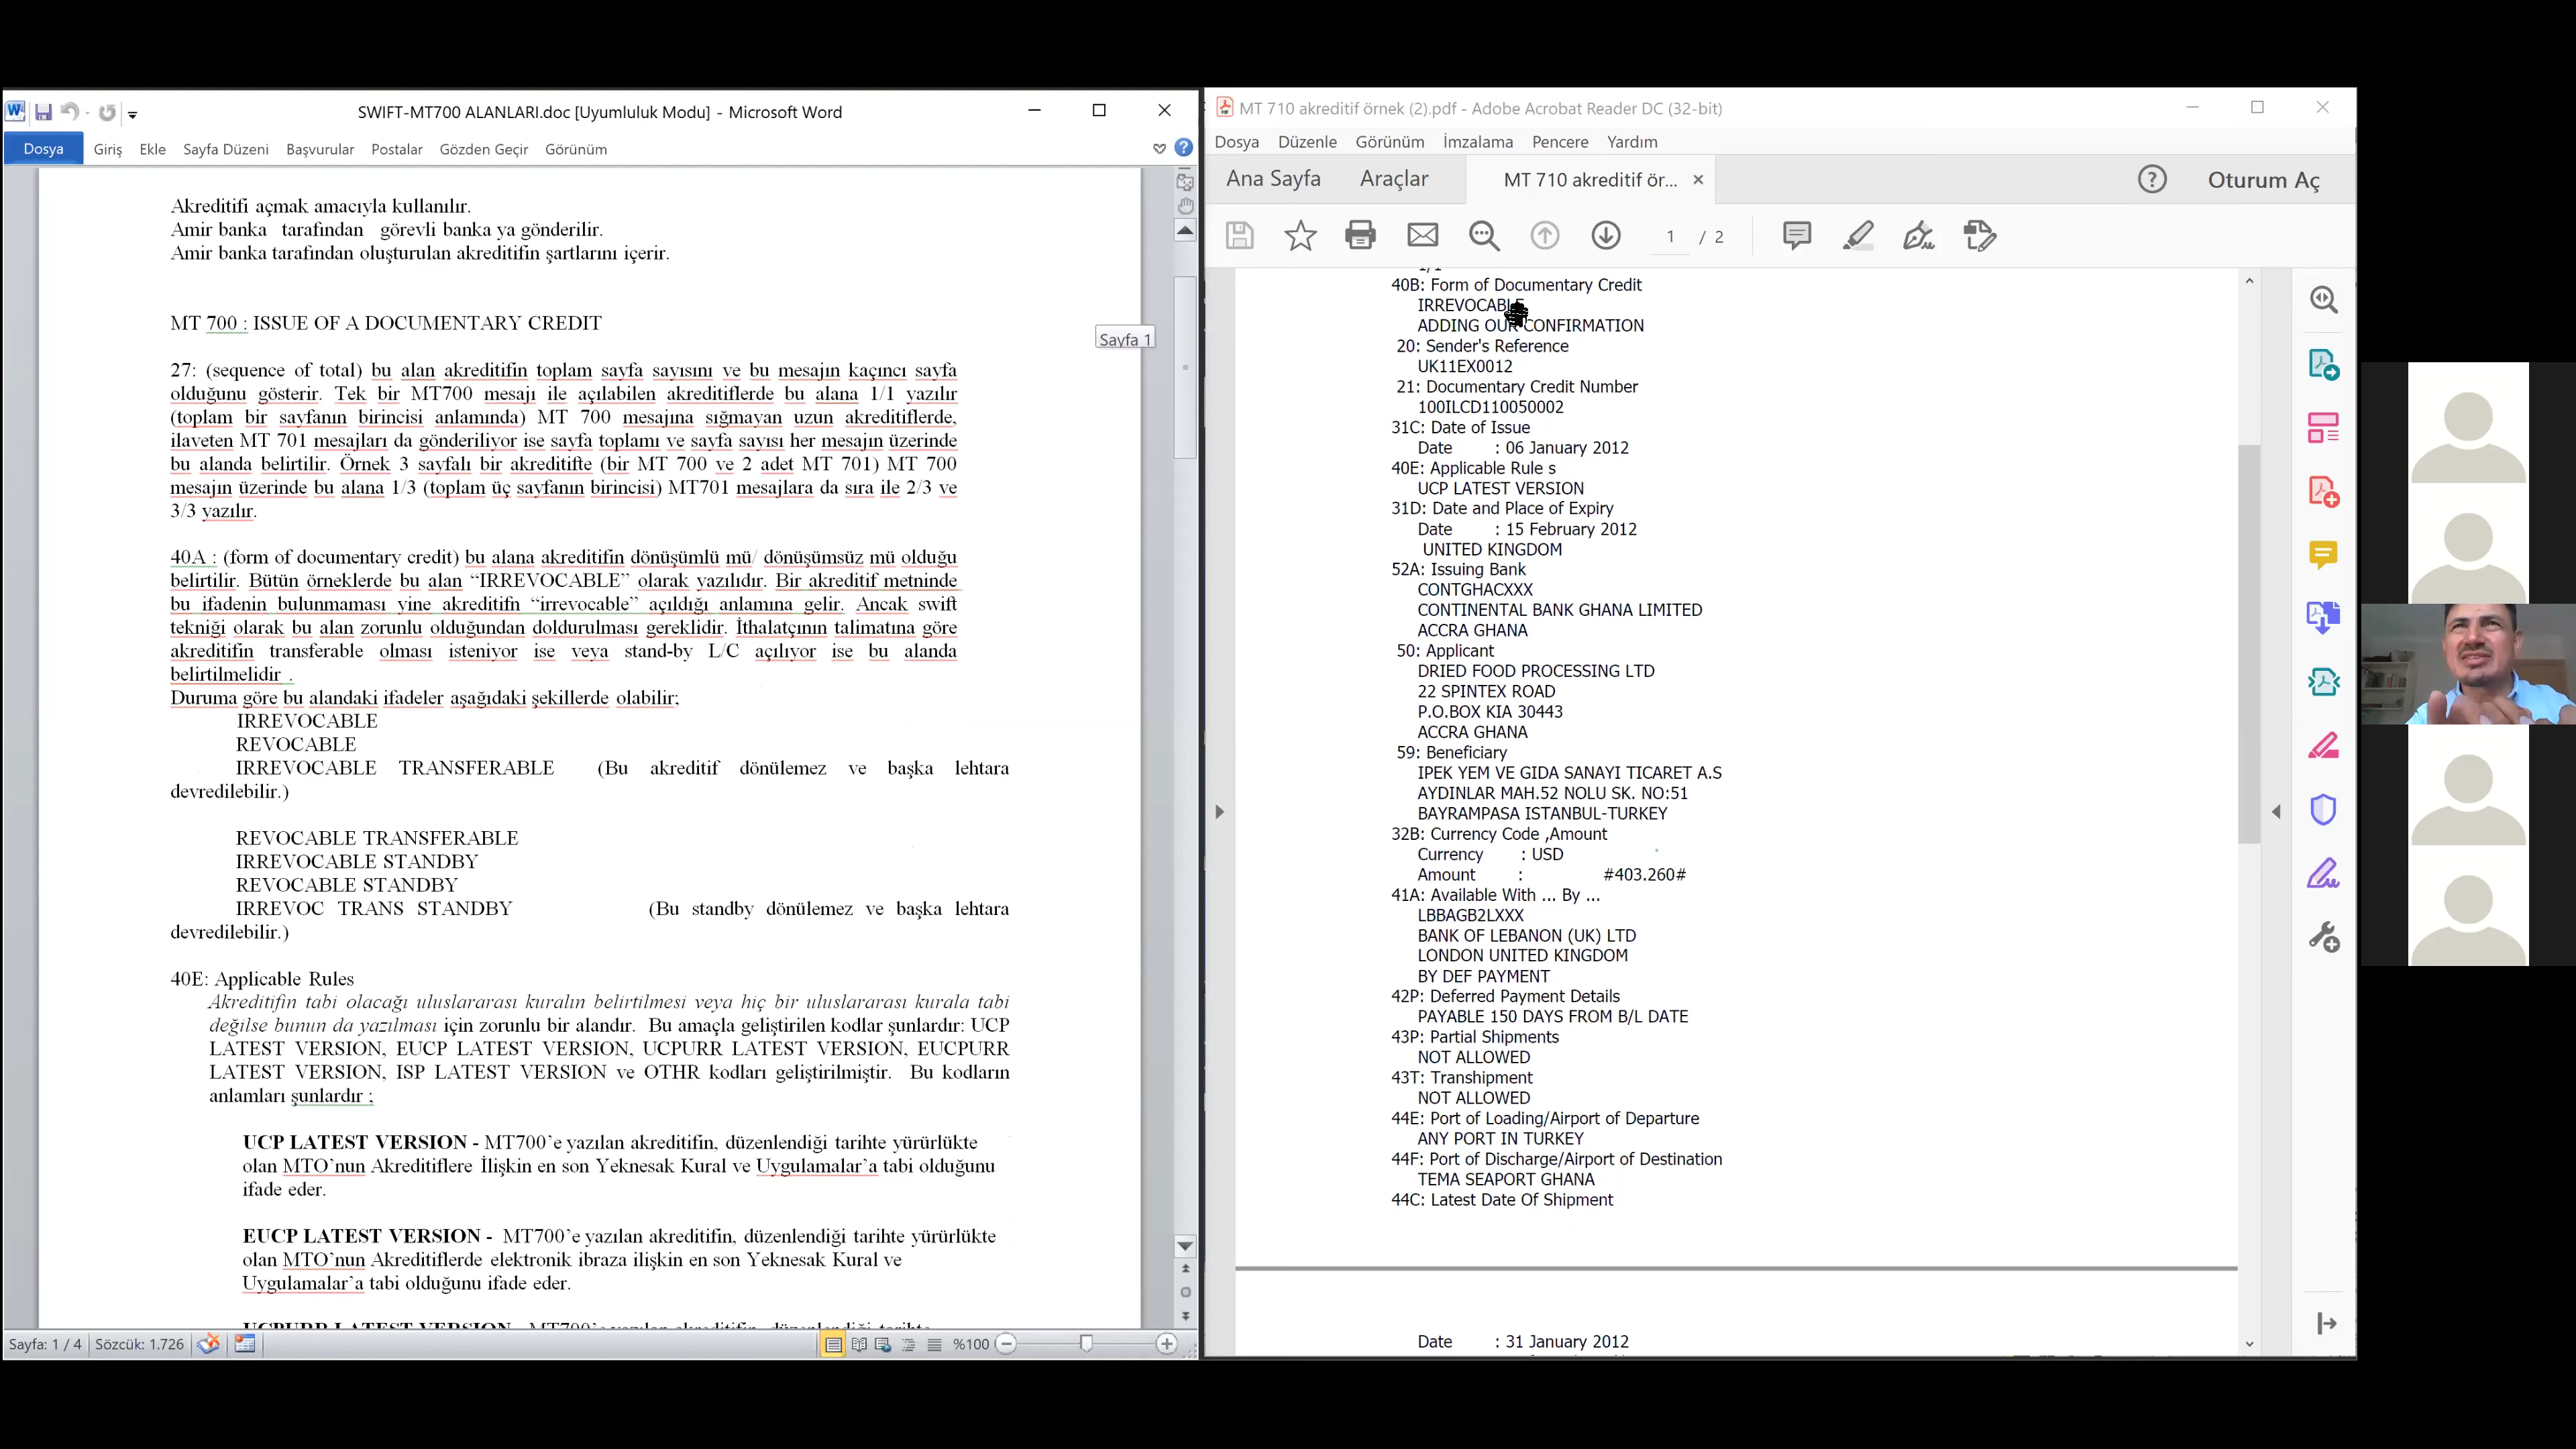 SWIFT-MT700 ALANLARI.doc [Uyumluluk Modu] - Microsoft Word
Dosya Giriş Ekle Sayfa Düzeni Başvurular Postalar Gözden Geçir Görünüm
Akreditifi açmak amacıyla kullanılır.
Amir banka tarafından görevli banka ya gönderilir.
Amir banka tarafından oluşturulan akreditifin şartlarını içerir.
MT 700 : ISSUE OF A DOCUMENTARY CREDIT
Sayfa 1
27: (sequence of total) bu alan akreditifin toplam sayfa sayısını ve bu mesajın kaçıncı sayfa
olduğunu gösterir. Tek bir MT700 mesajı ile açılabilen akreditiflerde bu alana 1/1 yazılır
(toplam bir sayfanın birincisi anlamında) MT 700 mesajına sığmayan uzun akreditiflerde,
ilaveten MT 701 mesajları da gönderiliyor ise sayfa toplamı ve sayfa sayısı her mesajın üzerinde
bu alanda belirtilir. Örnek 3 sayfalı bir akreditifte (bir MT 700 ve 2 adet MT 701) MT 700
mesajın üzerinde bu alana 1/3 (toplam üç sayfanın birincisi) MT701 mesajlara da sıra ile 2/3 ve
3/3 yazılır.
40A : (form of documentary credit) bu alana akreditifin dönüşümlü mü/ dönüşümsüz mü olduğu
belirtilir. Bütün örneklerde bu alan “IRREVOCABLE” olarak yazılıdır. Bir akreditif metninde
bu ifadenin bulunmaması yine akreditifn “irrevocable” açıldığı anlamına gelir. Ancak swift
tekniği olarak bu alan zorunlu olduğundan doldurulması gereklidir. İthalatçının talimatına göre
akreditifin transferable olması isteniyor ise veya stand-by L/C açılıyor ise bu alanda
belirtilmelidir .
Duruma göre bu alandaki ifadeler aşağıdaki şekillerde olabilir;
IRREVOCABLE
REVOCABLE
IRREVOCABLE TRANSFERABLE (Bu akreditif dönülemez ve başka lehtara
devredilebilir.)
REVOCABLE TRANSFERABLE
IRREVOCABLE STANDBY
REVOCABLE STANDBY
IRREVOC TRANS STANDBY (Bu standby dönülemez ve başka lehtara
devredilebilir.)
40E: Applicable Rules
Akreditifin tabi olacağı uluslararası kuralın belirtilmesi veya hiç bir uluslararası kurala tabi
değilse bunun da yazılması için zorunlu bir alandır. Bu amaçla geliştirilen kodlar şunlardır: UCP
LATEST VERSION, EUCP LATEST VERSION, UCPURR LATEST VERSION, EUCPURR
LATEST VERSION, ISP LATEST VERSION ve OTHR kodları geliştirilmiştir. Bu kodların
anlamları şunlardır ;
UCP LATEST VERSION - MT700’e yazılan akreditifin, düzenlendiği tarihte yürürlükte
olan MTO’nun Akreditiflere İlişkin en son Yeknesak Kural ve Uygulamalar’a tabi olduğunu
ifade eder.
EUCP LATEST VERSION - MT700’e yazılan akreditifin, düzenlendiği tarihte yürürlükte
olan MTO’nun Akreditiflerde elektronik ibraza ilişkin en son Yeknesak Kural ve
Uygulamalar’a tabi olduğunu ifade eder.
UCPURR LATEST VERSION - MT700’e yazılan akreditifin, düzenlendiği tarihte
Sayfa: 1 / 4 Sözcük: 1.726 %100
MT 710 akreditif örnek (2).pdf - Adobe Acrobat Reader DC (32-bit)
Dosya Düzenle Görünüm İmzalama Pencere Yardım
Ana Sayfa Araçlar MT 710 akreditif ör... Oturum Aç
1 / 2
1/1
40B: Form of Documentary Credit
IRREVOCABLE
ADDING OUR CONFIRMATION
20: Sender's Reference
UK11EX0012
21: Documentary Credit Number
100ILCD110050002
31C: Date of Issue
Date : 06 January 2012
40E: Applicable Rule s
UCP LATEST VERSION
31D: Date and Place of Expiry
Date : 15 February 2012
UNITED KINGDOM
52A: Issuing Bank
CONTGHACXXX
CONTINENTAL BANK GHANA LIMITED
ACCRA GHANA
50: Applicant
DRIED FOOD PROCESSING LTD
22 SPINTEX ROAD
P.O.BOX KIA 30443
ACCRA GHANA
59: Beneficiary
IPEK YEM VE GIDA SANAYI TICARET A.S
AYDINLAR MAH.52 NOLU SK. NO:51
BAYRAMPASA ISTANBUL-TURKEY
32B: Currency Code ,Amount
Currency : USD
Amount : #403.260#
41A: Available With ... By ...
LBBAGB2LXXX
BANK OF LEBANON (UK) LTD
LONDON UNITED KINGDOM
BY DEF PAYMENT
42P: Deferred Payment Details
PAYABLE 150 DAYS FROM B/L DATE
43P: Partial Shipments
NOT ALLOWED
43T: Transhipment
NOT ALLOWED
44E: Port of Loading/Airport of Departure
ANY PORT IN TURKEY
44F: Port of Discharge/Airport of Destination
TEMA SEAPORT GHANA
44C: Latest Date Of Shipment
Date : 31 January 2012